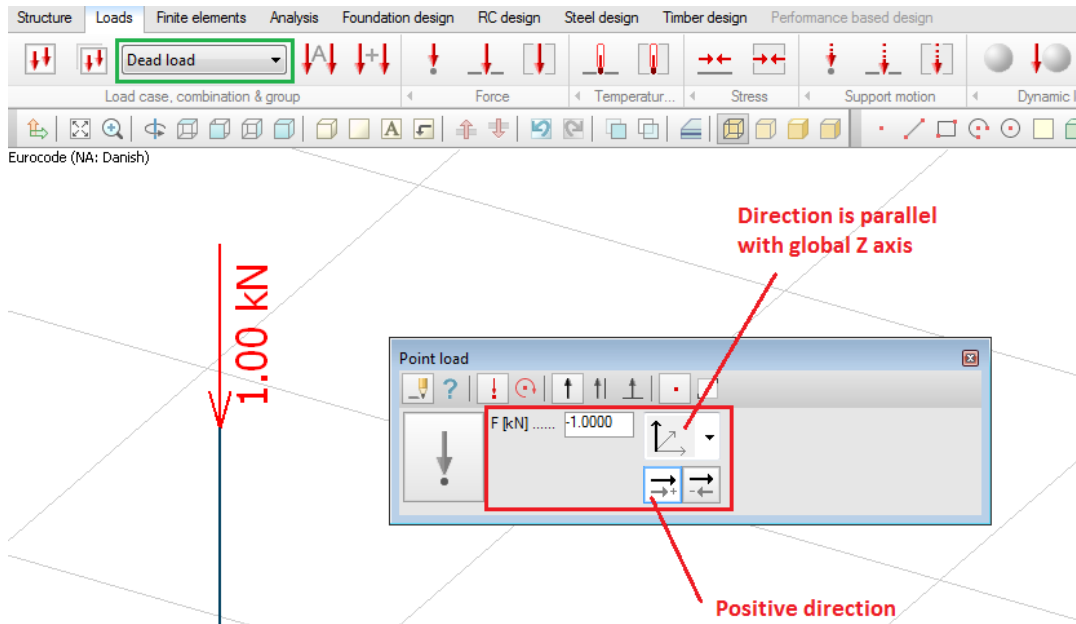 Structure Loads Finite elements Analysis Foundation design RC design Steel design Timber design Performance based design
Dead load
A
Load case, combination & group Force Temperatur... Stress Support motion Dynamic l
A
Eurocode (NA: Danish)
Direction is parallel
with global Z axis
1.00 kN
Point load
?
F [kN] ...... -1.0000
Positive direction